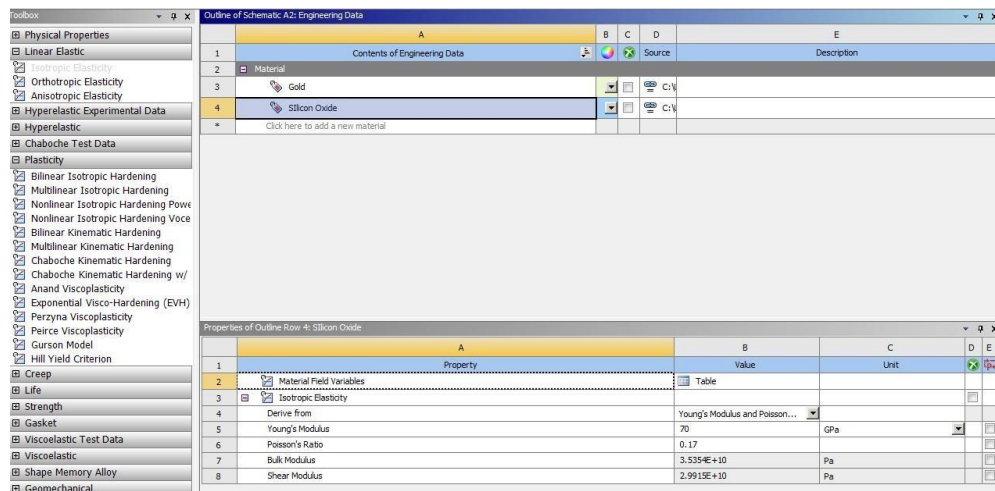 Toolbox
Physical Properties
Linear Elastic
Isotropic Elasticity
Orthotropic Elasticity
Anisotropic Elasticity
Hyperelastic Experimental Data
Hyperelastic
Chaboche Test Data
Plasticity
Bilinear Isotropic Hardening
Multilinear Isotropic Hardening
Nonlinear Isotropic Hardening Powe
Nonlinear Isotropic Hardening Voce
Bilinear Kinematic Hardening
Multilinear Kinematic Hardening
Chaboche Kinematic Hardening
Chaboche Kinematic Hardening w/
Anand Viscoplasticity
Exponential Visco-Hardening (EVH)
Perzyna Viscoplasticity
Peirce Viscoplasticity
Gurson Model
Hill Yield Criterion
Creep
Life
Strength
Gasket
Viscoelastic Test Data
Viscoelastic
Shape Memory Alloy
Geomechanical
Outline of Schematic A2: Engineering Data
A B C D E
1 Contents of Engineering Data Source Description
2 Material
3 Gold C:\
4 SIlicon Oxide C:\
* Click here to add a new material
Properties of Outline Row 4: SIlicon Oxide
A B C D E
1 Property Value Unit
2 Material Field Variables Table
3 Isotropic Elasticity
4 Derive from Young's Modulus and Poisson...
5 Young's Modulus 70 GPa
6 Poisson's Ratio 0.17
7 Bulk Modulus 3.5354E+10 Pa
8 Shear Modulus 2.9915E+10 Pa